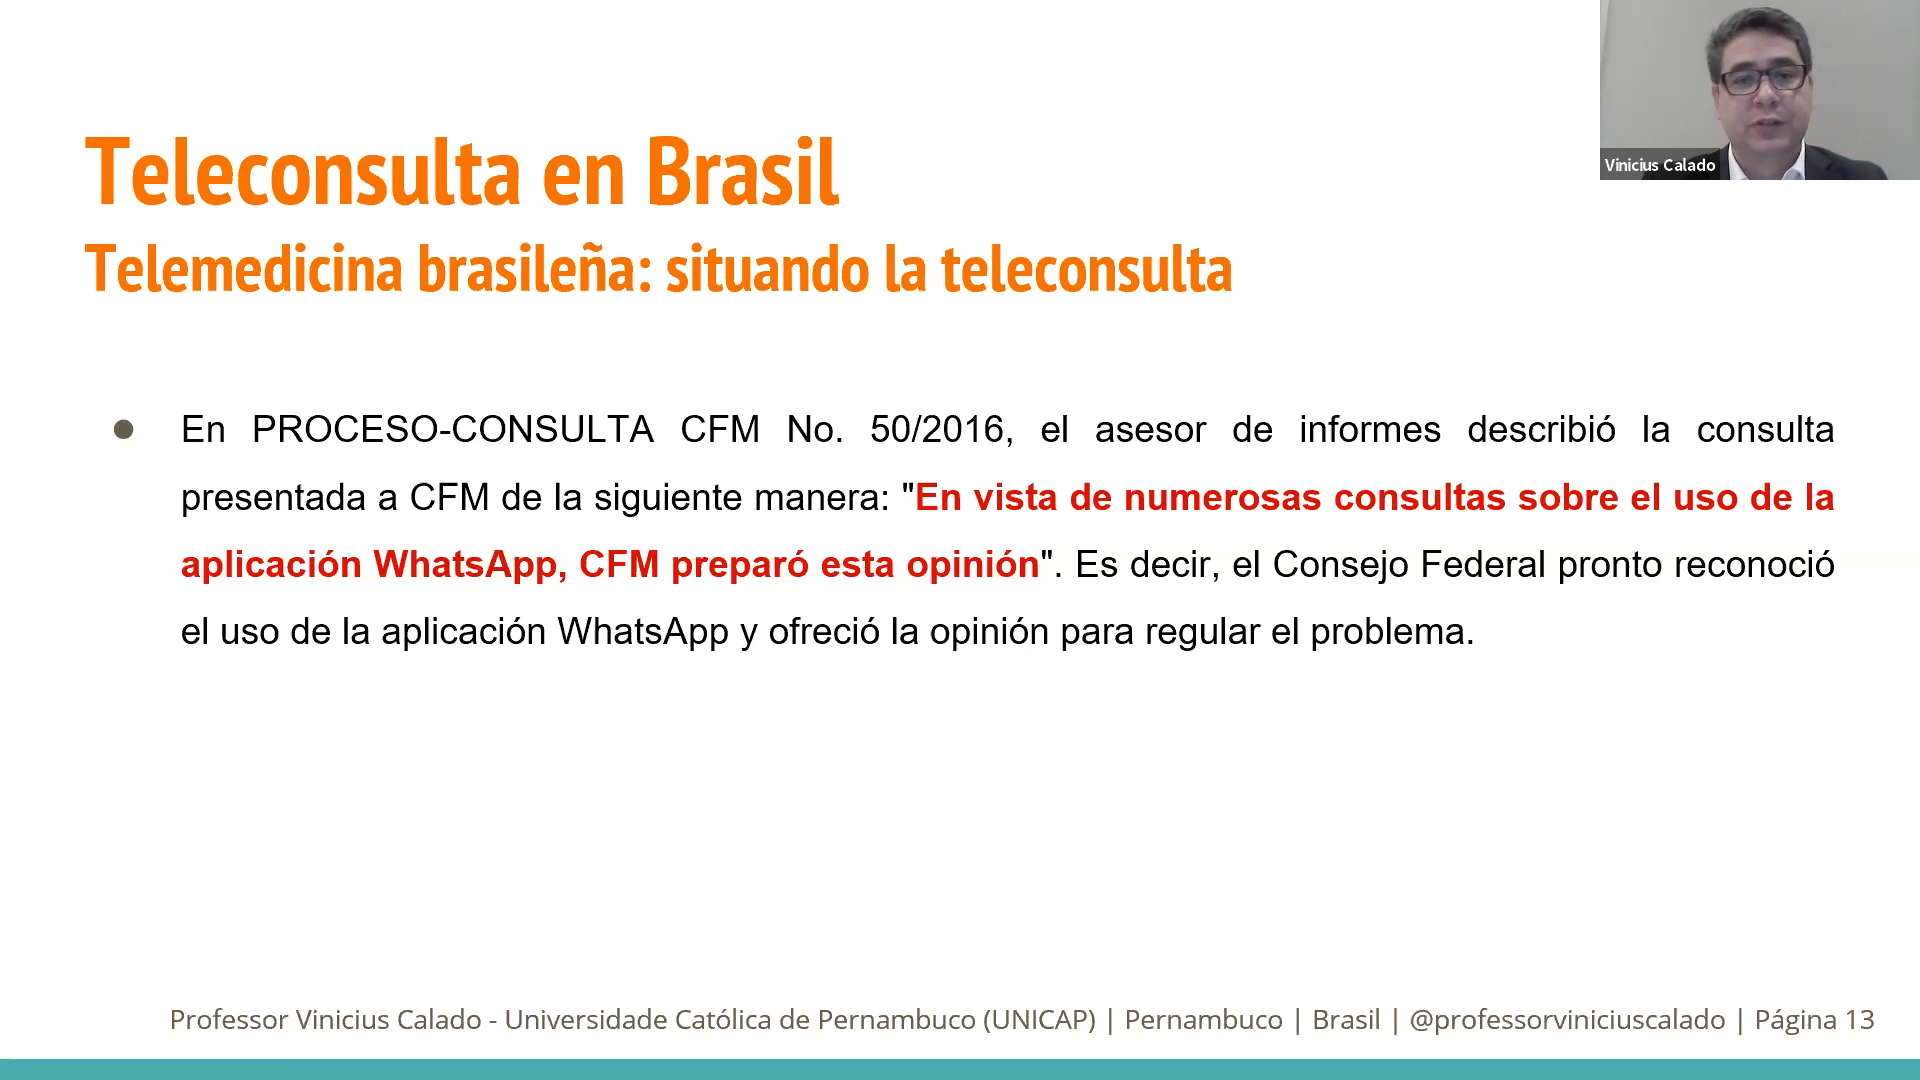 Vinicius Calado
Teleconsulta en Brasil
Telemedicina brasileña: situando la teleconsulta
● En PROCESO-CONSULTA CFM No. 50/2016, el asesor de informes describió la consulta
presentada a CFM de la siguiente manera: "En vista de numerosas consultas sobre el uso de la
aplicación WhatsApp, CFM preparó esta opinión". Es decir, el Consejo Federal pronto reconoció
el uso de la aplicación WhatsApp y ofreció la opinión para regular el problema.
Professor Vinicius Calado - Universidade Católica de Pernambuco (UNICAP) | Pernambuco | Brasil | @professorviniciuscalado | Página 13